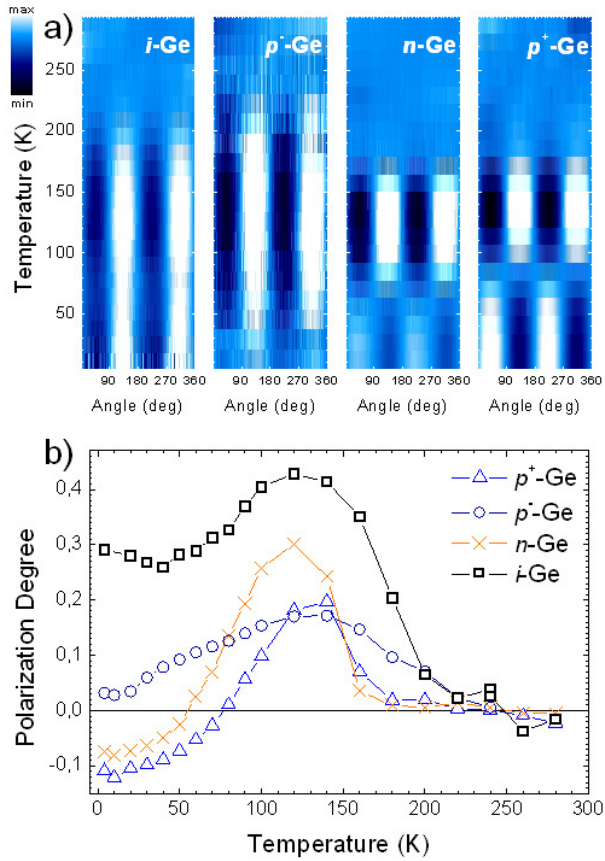 max
min
a)
i-Ge
p⁻-Ge
n-Ge
p⁺-Ge
Temperature (K)
250
200
150
100
50
90 180 270 360
90 180 270 360
90 180 270 360
90 180 270 360
Angle (deg)
Angle (deg)
Angle (deg)
Angle (deg)
b)
p⁺-Ge
p⁻-Ge
n-Ge
i-Ge
Polarization Degree
0,4
0,3
0,2
0,1
0,0
-0,1
0 50 100 150 200 250 300
Temperature (K)